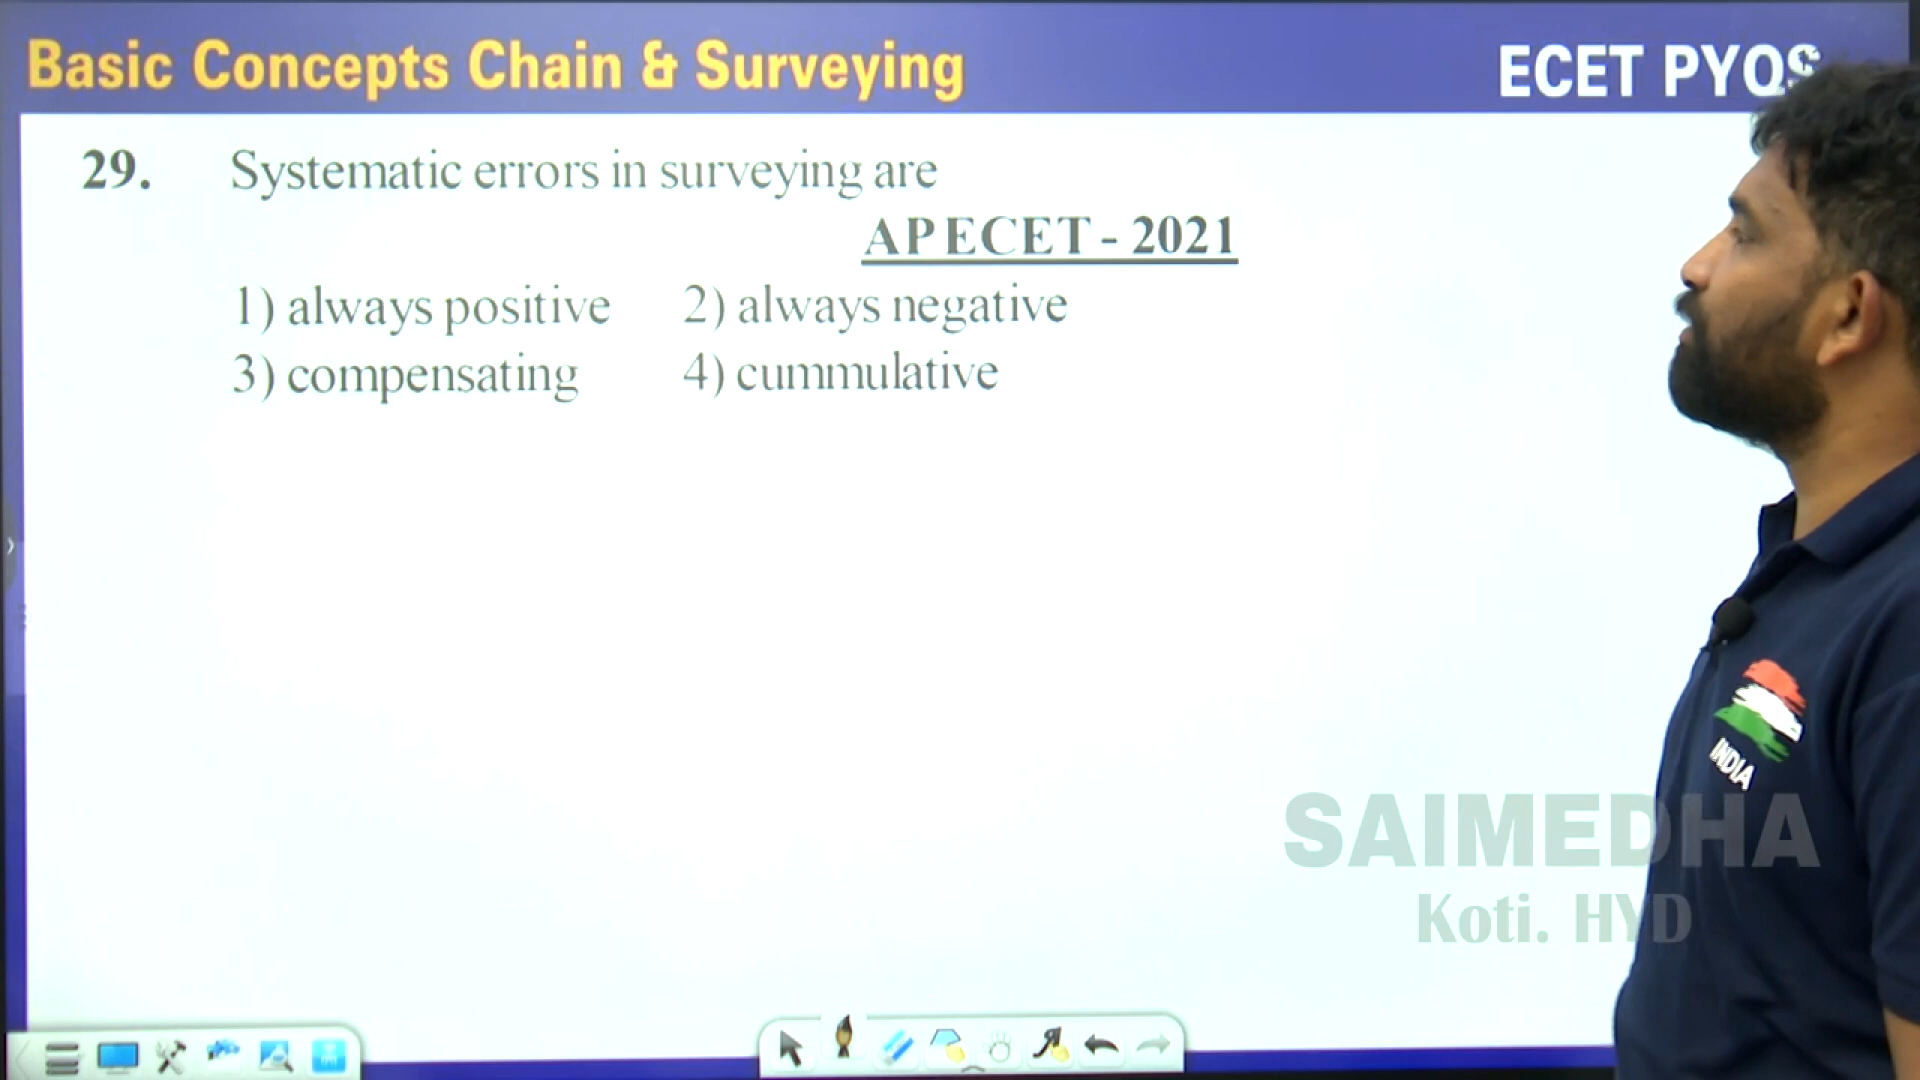 Basic Concepts Chain & Surveying
ECET PYQS
29. Systematic errors in surveying are
AP ECET - 2021
1) always positive 2) always negative
3) compensating 4) cummulative
INDIA
SAIMEDHA
Koti. HYD